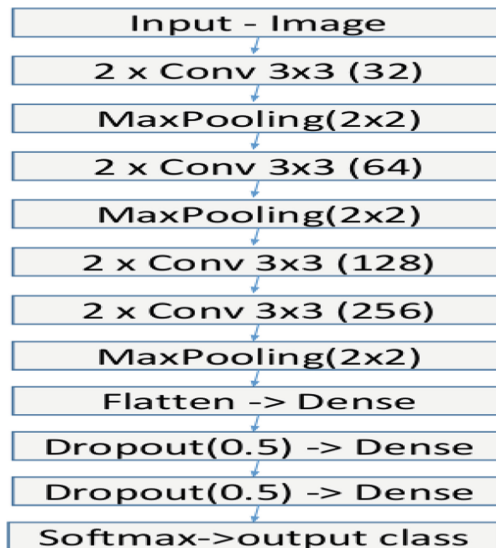 Input - Image
2 x Conv 3x3 (32)
MaxPooling(2x2)
2 x Conv 3x3 (64)
MaxPooling(2x2)
2 x Conv 3x3 (128)
2 x Conv 3x3 (256)
MaxPooling(2x2)
Flatten -> Dense
Dropout(0.5) -> Dense
Dropout(0.5) -> Dense
Softmax->output class